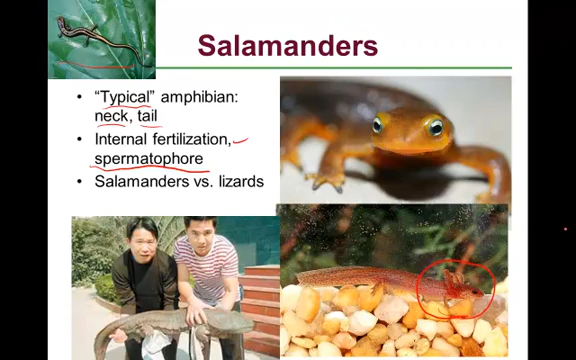 Salamanders
• “Typical” amphibian:
neck, tail
• Internal fertilization,
spermatophore
• Salamanders vs. lizards